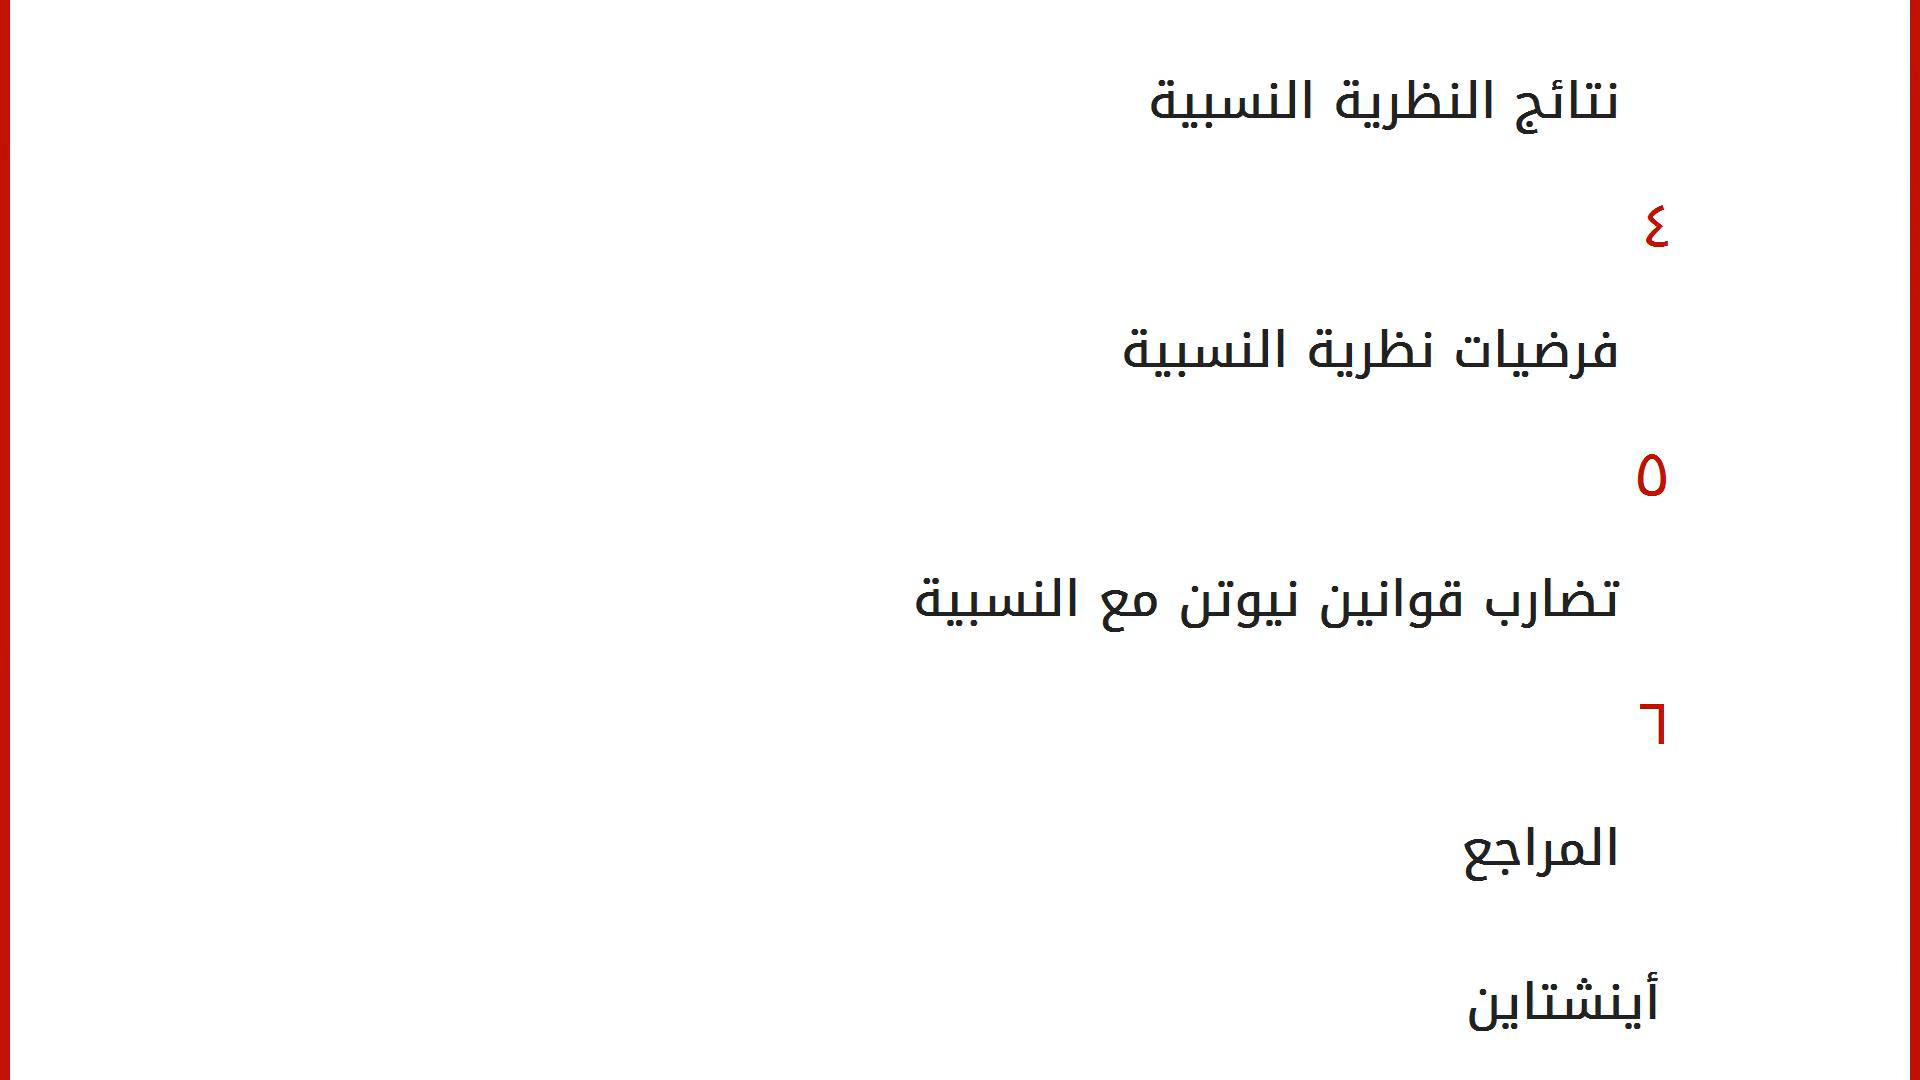 نتائج النظرية النسبية
٤
فرضيات نظرية النسبية
٥
تضارب قوانين نيوتن مع النسبية
٦
المراجع
أينشتاين